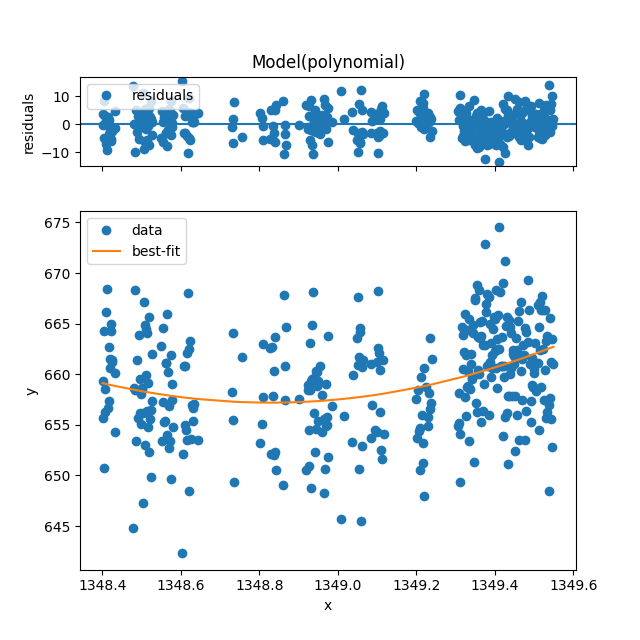 Model(polynomial)
10
0
−10
residuals
residuals
675
670
665
660
655
650
645
y
data
best-fit
1348.4 1348.6 1348.8 1349.0 1349.2 1349.4 1349.6
x